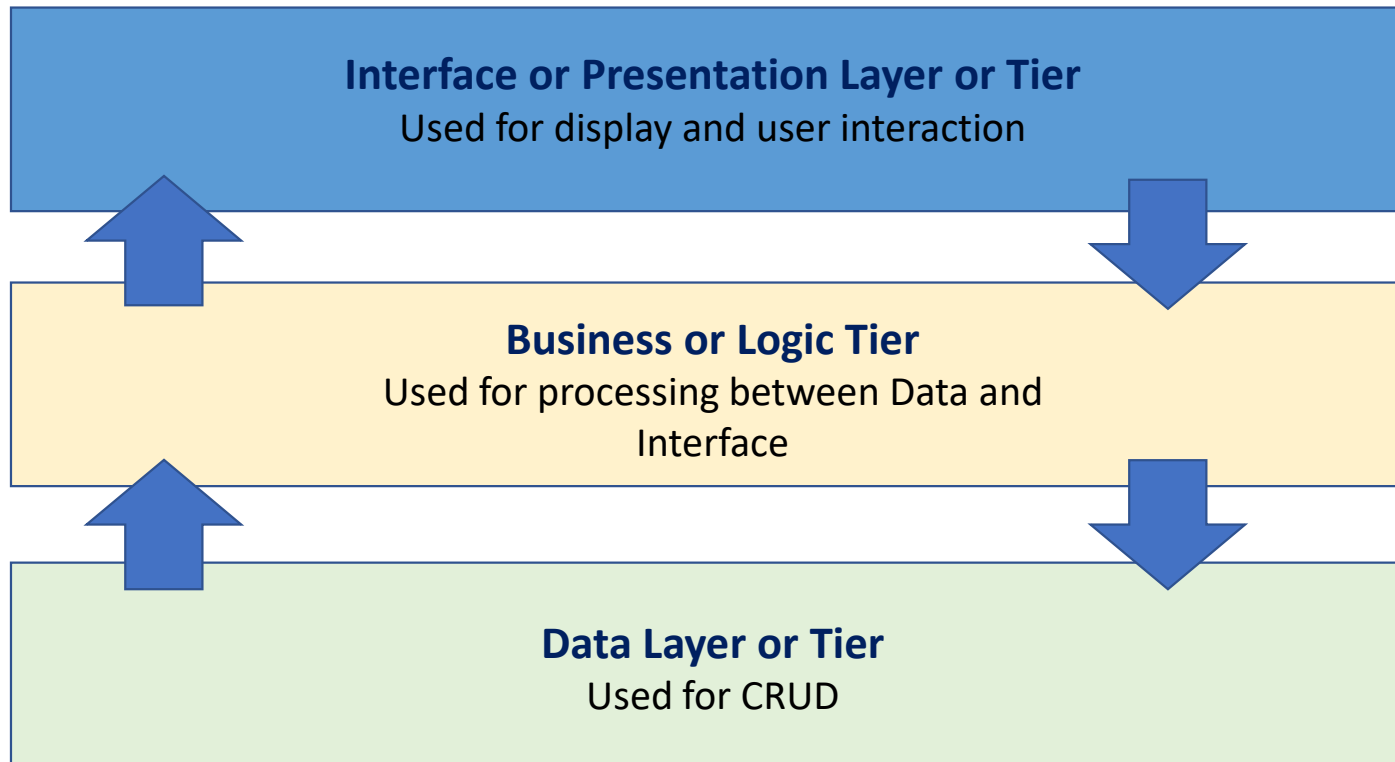 Interface or Presentation Layer or Tier
Used for display and user interaction
Business or Logic Tier
Used for processing between Data and
Interface
Data Layer or Tier
Used for CRUD